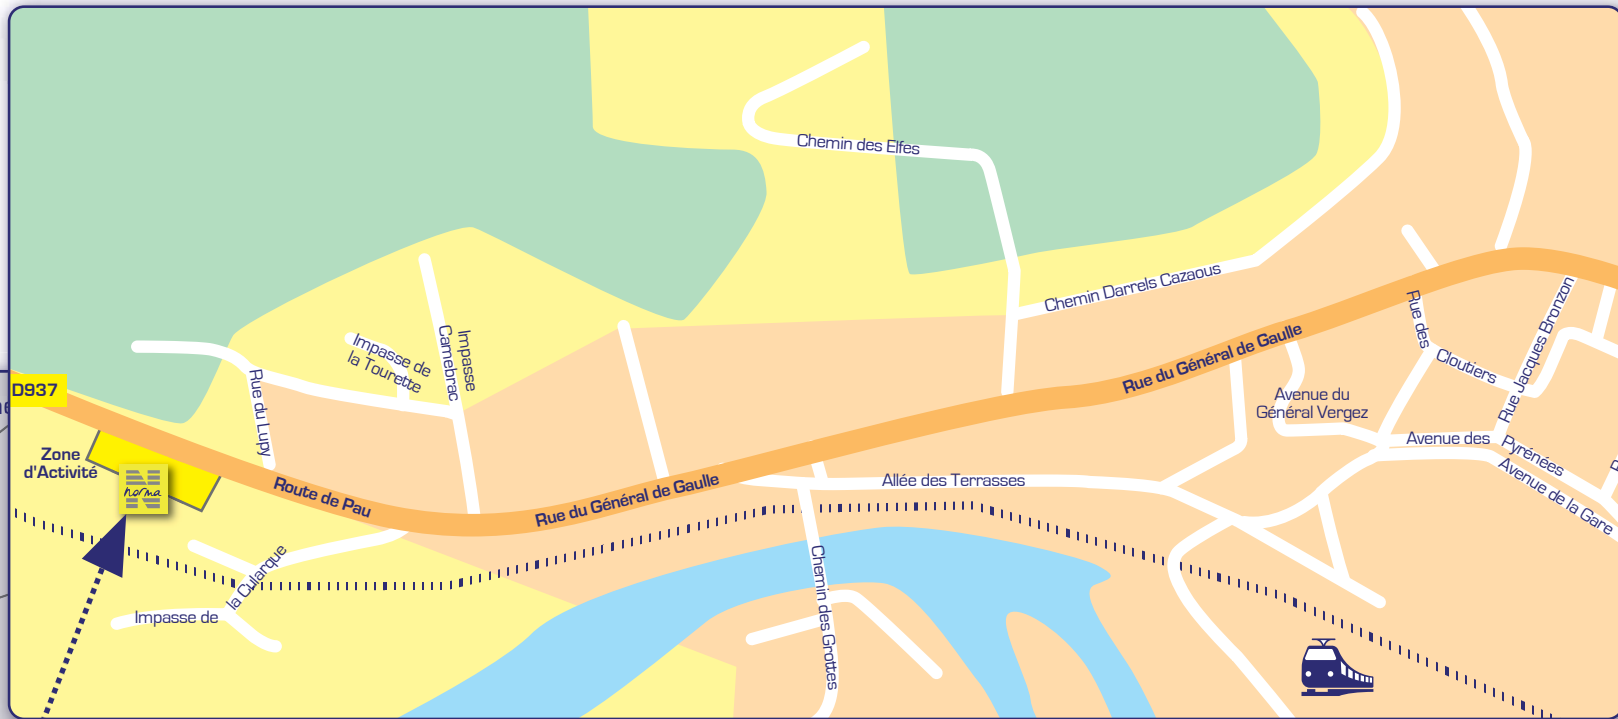 Chemin des Elfes
Chemin Darrels Cazaous
Impasse de
la Tourette
Impasse
Camebrac
Rue du Lupy
D937
Zone
d'Activité
norma
Route de Pau
Rue du Général de Gaulle
Rue du Général de Gaulle
Rue des
Cloutiers
Rue Jacques Bronzon
Avenue du
Général Vergez
Avenue des
Pyrénées
Avenue de la Gare
Allée des Terrasses
Chemin des Grottes
Impasse de
la Cularque